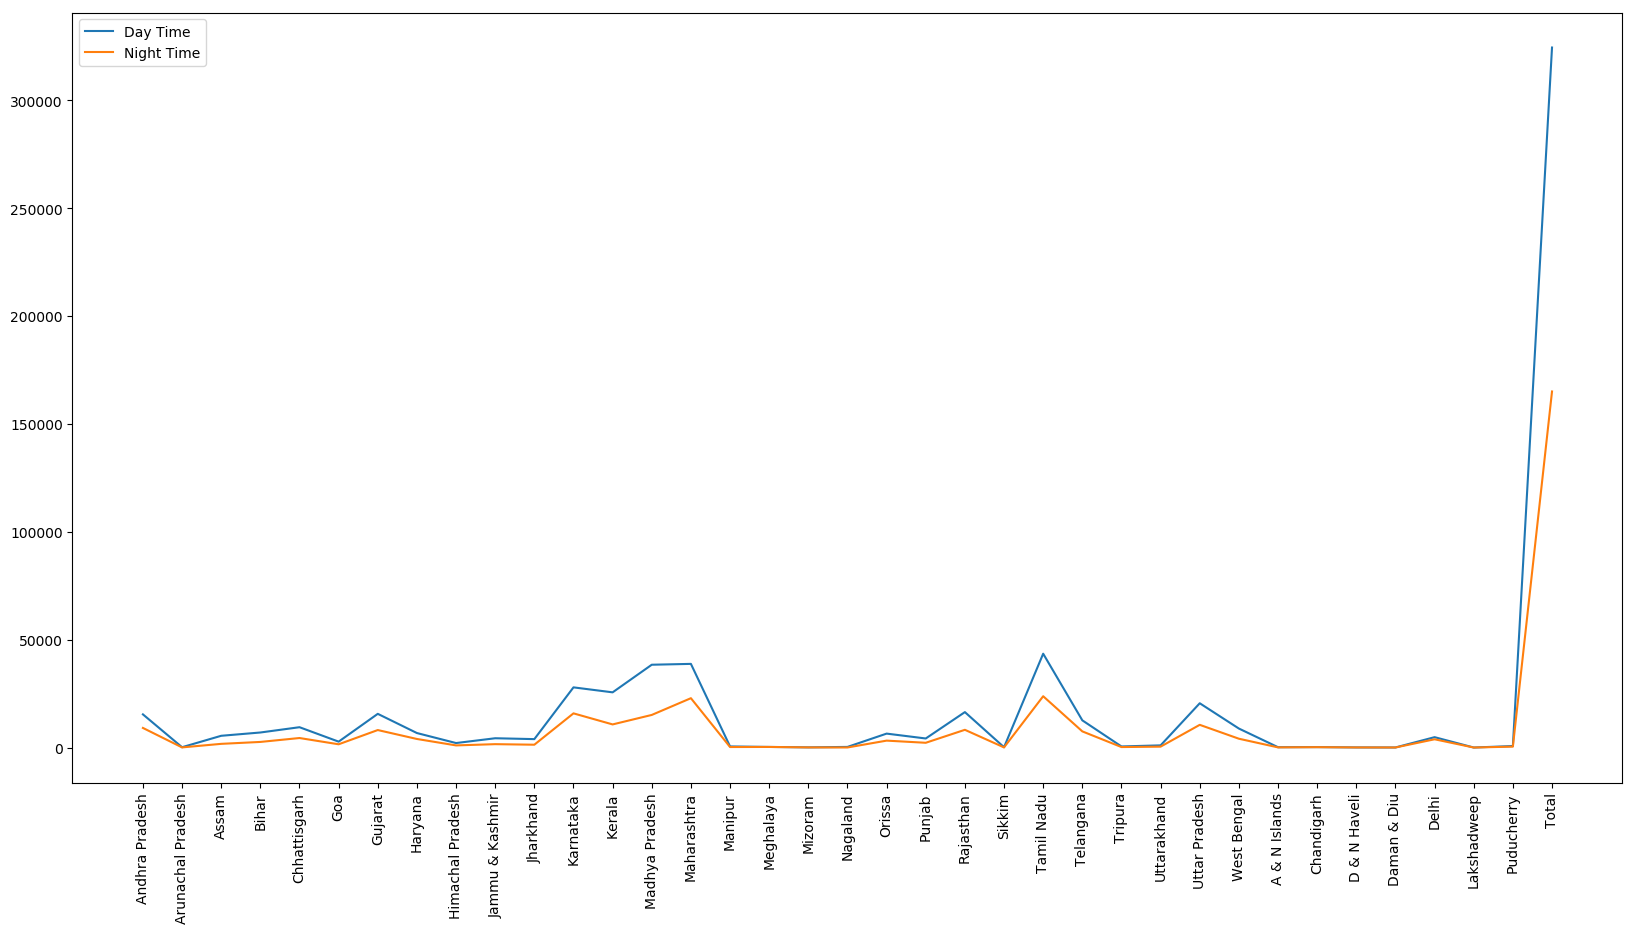 Day Time
Night Time
300000
250000
200000
150000
100000
50000
0
Andhra Pradesh
Arunachal Pradesh
Assam
Bihar
Chhattisgarh
Goa
Gujarat
Haryana
Himachal Pradesh
Jammu & Kashmir
Jharkhand
Karnataka
Kerala
Madhya Pradesh
Maharashtra
Manipur
Meghalaya
Mizoram
Nagaland
Orissa
Punjab
Rajasthan
Sikkim
Tamil Nadu
Telangana
Tripura
Uttarakhand
Uttar Pradesh
West Bengal
A & N Islands
Chandigarh
D & N Haveli
Daman & Diu
Delhi
Lakshadweep
Puducherry
Total